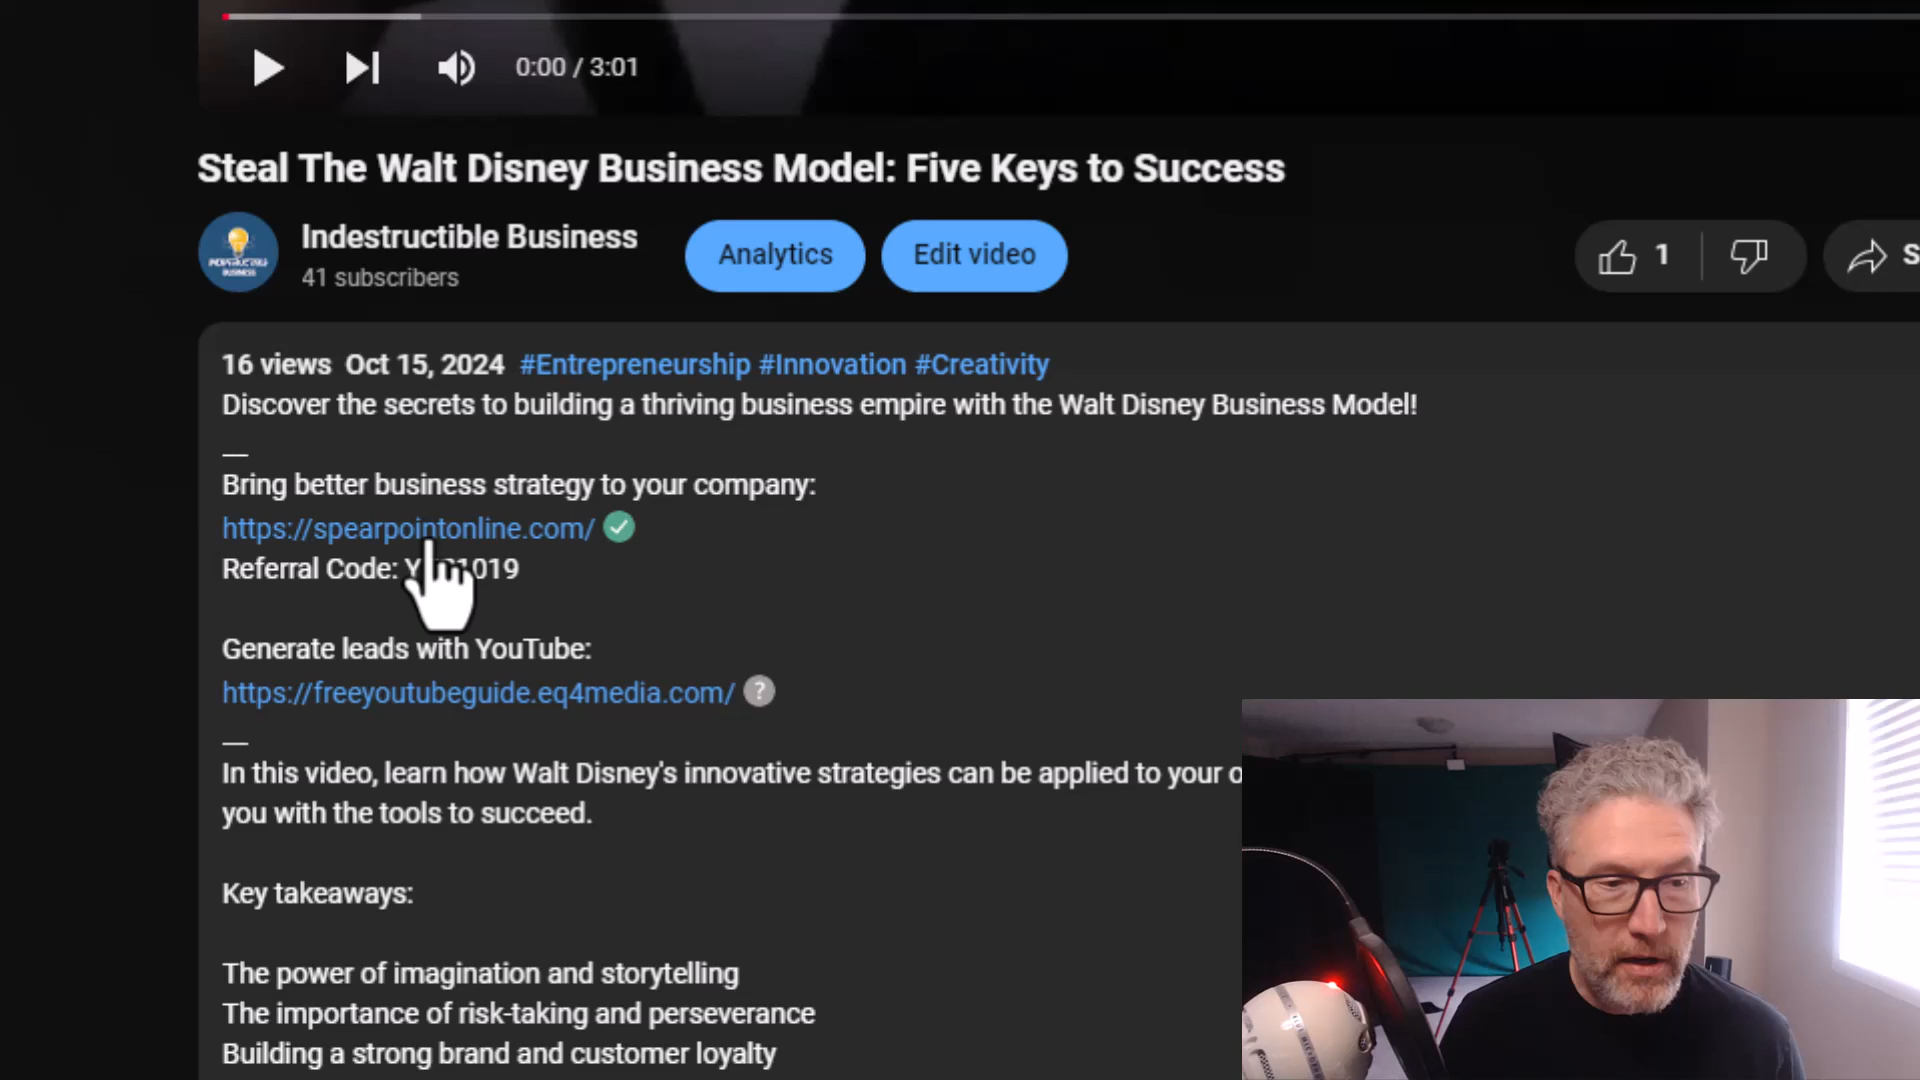 0:00 / 3:01
Steal The Walt Disney Business Model: Five Keys to Success
Indestructible Business
41 subscribers
Analytics
Edit video
1
16 views Oct 15, 2024 #Entrepreneurship #Innovation #Creativity
Discover the secrets to building a thriving business empire with the Walt Disney Business Model!
—
Bring better business strategy to your company:
https://spearpointonline.com/
Referral Code:
Generate leads with YouTube:
https://freeyoutubeguide.eq4media.com/
—
In this video, learn how Walt Disney's innovative strategies can be applied to your
you with the tools to succeed.
Key takeaways:
The power of imagination and storytelling
The importance of risk-taking and perseverance
Building a strong brand and customer loyalty